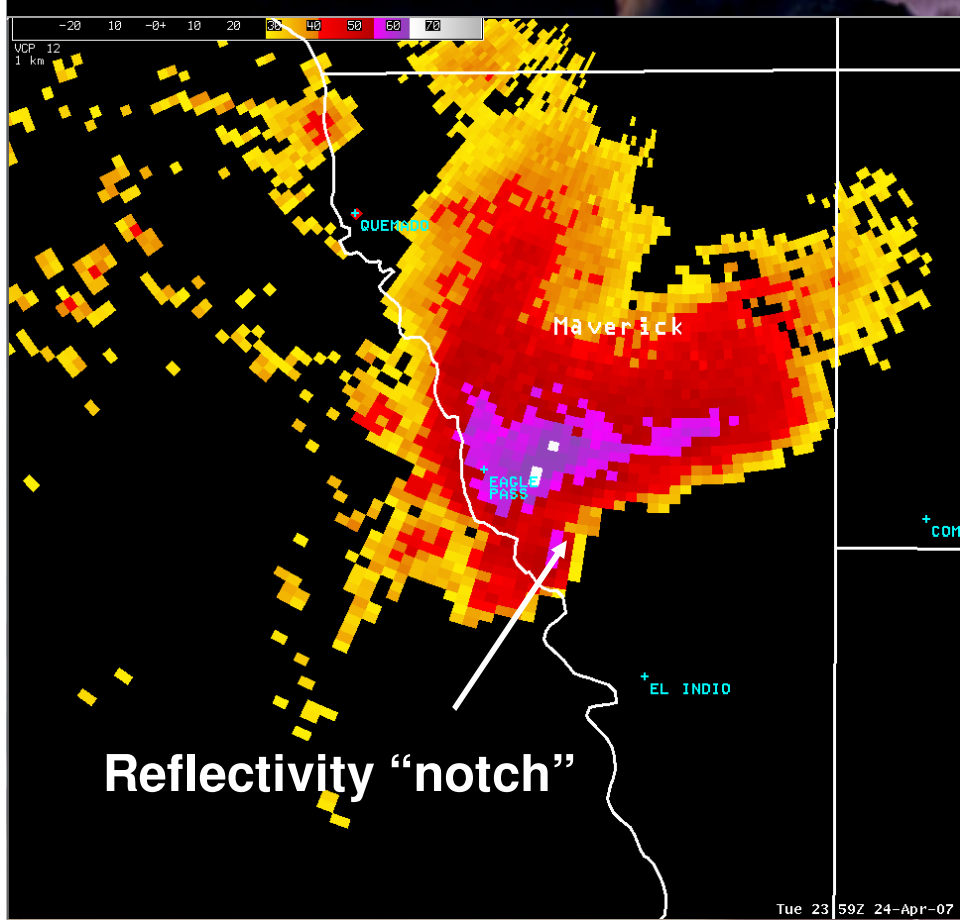 -20 10 -0+ 10 20 30 40 50 60 70
VCP 12
1 km
QUEMADO
Maverick
EAGLE
PASS
COM
EL INDIO
Reflectivity “notch”
Tue 23:59Z 24-Apr-07